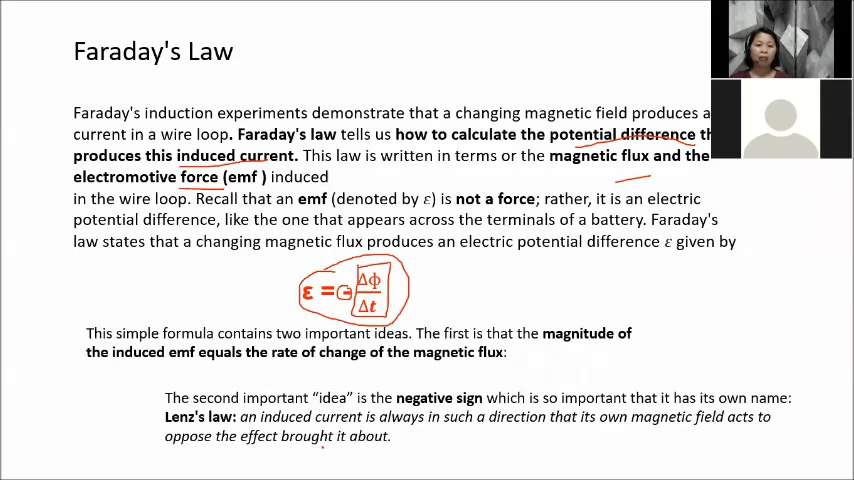 Faraday's Law
Faraday's induction experiments demonstrate that a changing magnetic field produces a
current in a wire loop. Faraday's law tells us how to calculate the potential difference th
produces this induced current. This law is written in terms or the magnetic flux and the
electromotive force (emf ) induced
in the wire loop. Recall that an emf (denoted by ε) is not a force; rather, it is an electric
potential difference, like the one that appears across the terminals of a battery. Faraday's
law states that a changing magnetic flux produces an electric potential difference ε given by
ε = - Δϕ
Δt
This simple formula contains two important ideas. The first is that the magnitude of
the induced emf equals the rate of change of the magnetic flux:
The second important “idea” is the negative sign which is so important that it has its own name:
Lenz's law: an induced current is always in such a direction that its own magnetic field acts to
oppose the effect brought it about.